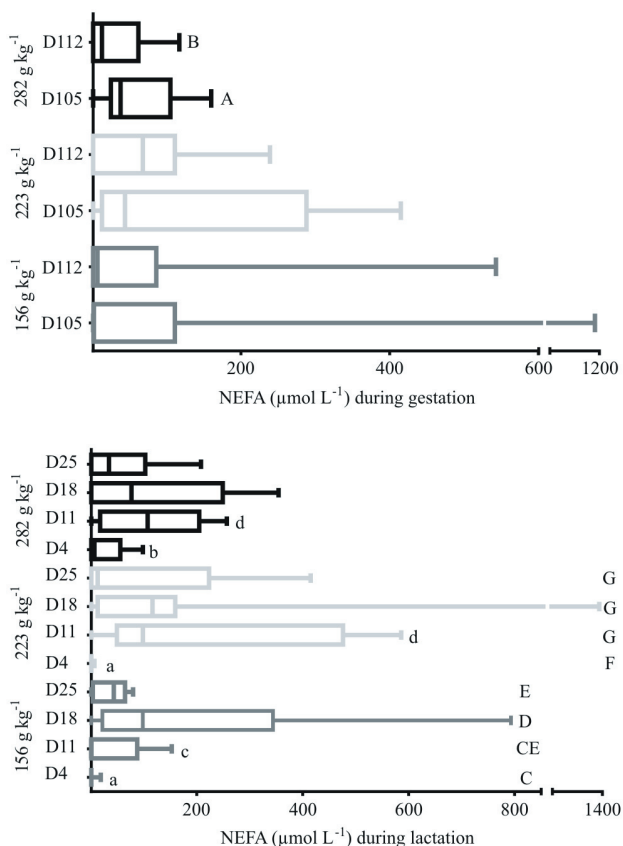 282 g kg-1
D112 B
D105 A
223 g kg-1
D112
D105
156 g kg-1
D112
D105
200 400 600 1200
NEFA (µmol L-1) during gestation
282 g kg-1
D25
D18
D11 d
D4 b
223 g kg-1
D25 G
D18 G
D11 d G
D4 a F
156 g kg-1
D25 E
D18 D
D11 c CE
D4 a C
200 400 600 800 1400
NEFA (µmol L-1) during lactation